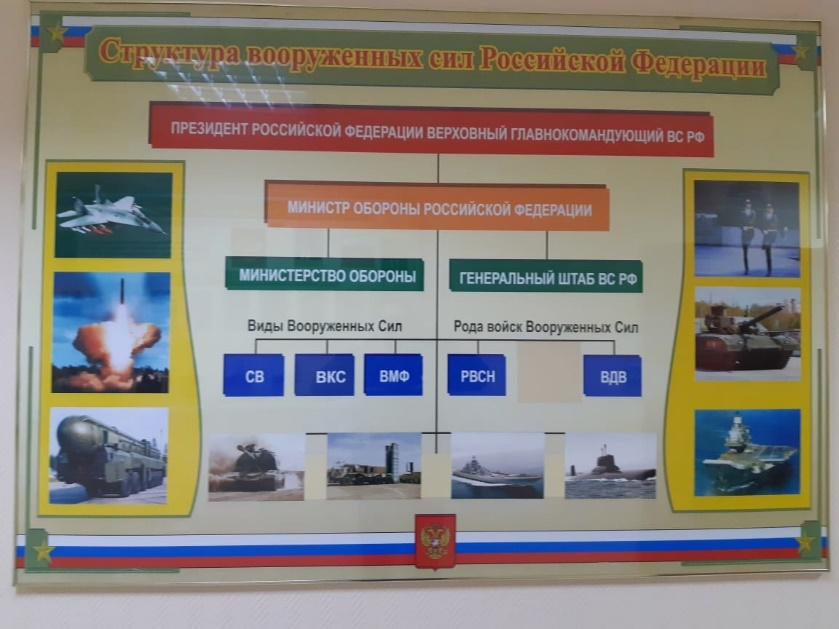 Структура вооруженных сил Российской Федерации
ПРЕЗИДЕНТ РОССИЙСКОЙ ФЕДЕРАЦИИ ВЕРХОВНЫЙ ГЛАВНОКОМАНДУЮЩИЙ ВС РФ
МИНИСТР ОБОРОНЫ РОССИЙСКОЙ ФЕДЕРАЦИИ
МИНИСТЕРСТВО ОБОРОНЫ
ГЕНЕРАЛЬНЫЙ ШТАБ ВС РФ
Виды Вооруженных Сил
Рода войск Вооруженных Сил
СВ
ВКС
ВМФ
РВСН
ВДВ